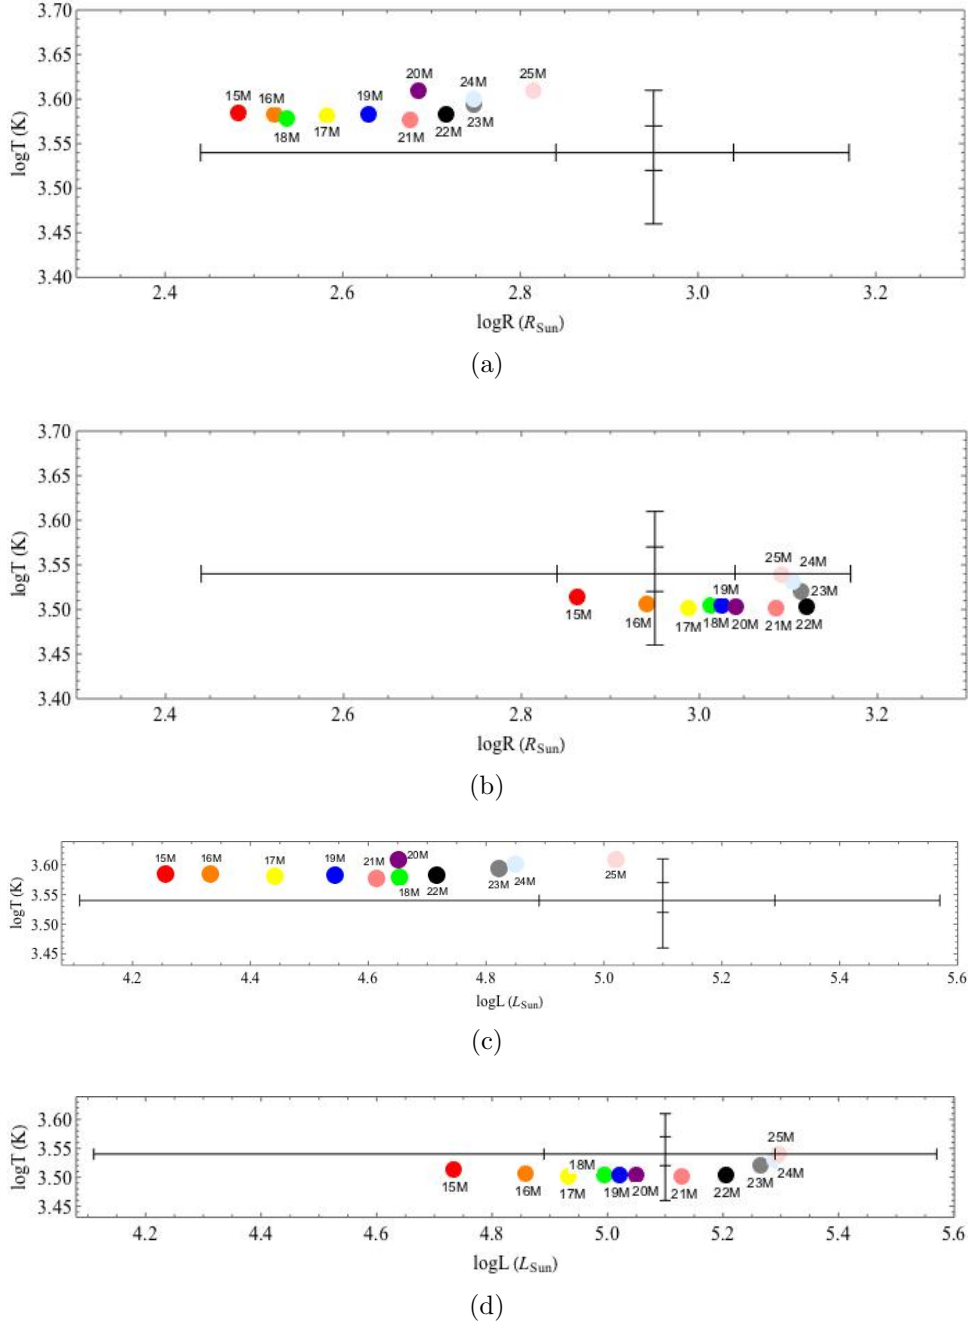 3.70
3.65
3.60
3.55
3.50
3.45
3.40
logT (K)
15M
16M
18M
17M
19M
20M
21M
22M
24M
23M
25M
2.4 2.6 2.8 3.0 3.2
logR (R_Sun)
(a)
3.70
3.65
3.60
3.55
3.50
3.45
3.40
logT (K)
15M
16M
17M
18M
19M
20M
21M
22M
23M
24M
25M
2.4 2.6 2.8 3.0 3.2
logR (R_Sun)
(b)
3.60
3.55
3.50
3.45
logT (K)
15M
16M
17M
19M
21M
20M
18M
22M
23M
24M
25M
4.2 4.4 4.6 4.8 5.0 5.2 5.4 5.6
logL (L_Sun)
(c)
3.60
3.55
3.50
3.45
logT (K)
15M
16M
17M
18M
19M
20M
21M
22M
23M
24M
25M
4.2 4.4 4.6 4.8 5.0 5.2 5.4 5.6
logL (L_Sun)
(d)